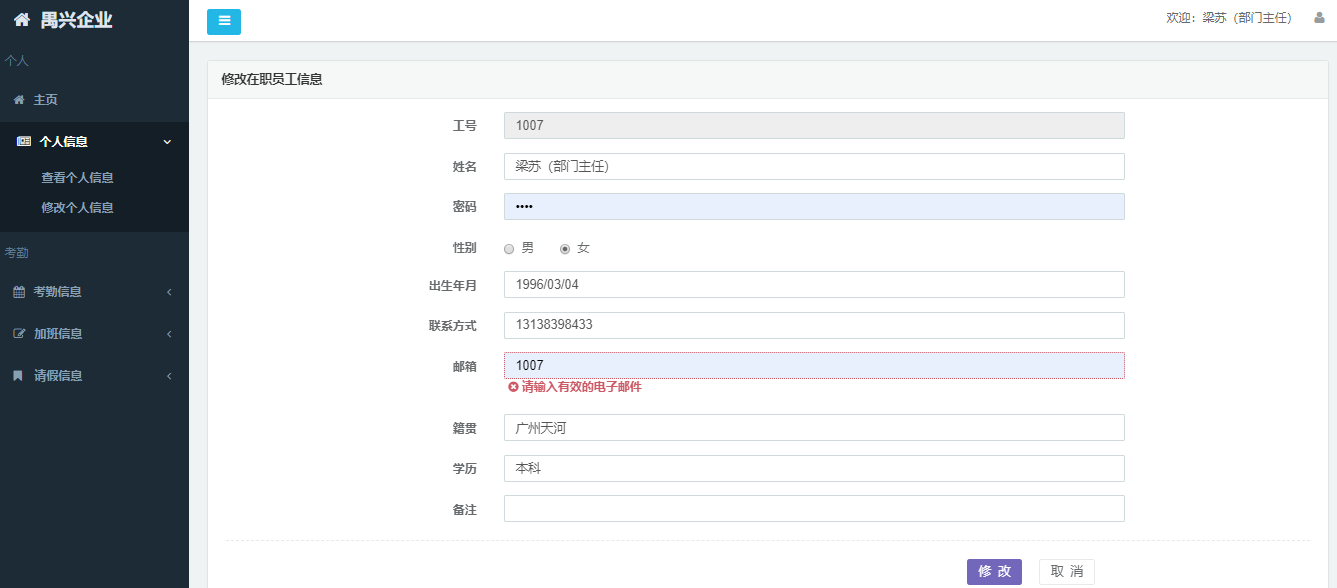 禺兴企业
欢迎：梁苏（部门主任）
个人
主页
个人信息
查看个人信息
修改个人信息
考勤
考勤信息
加班信息
请假信息
修改在职员工信息
工号 1007
姓名 梁苏（部门主任）
密码 ••••
性别 男 女
出生年月 1996/03/04
联系方式 13138398433
邮箱 1007
请输入有效的电子邮件
籍贯 广州天河
学历 本科
备注
修 改 取 消